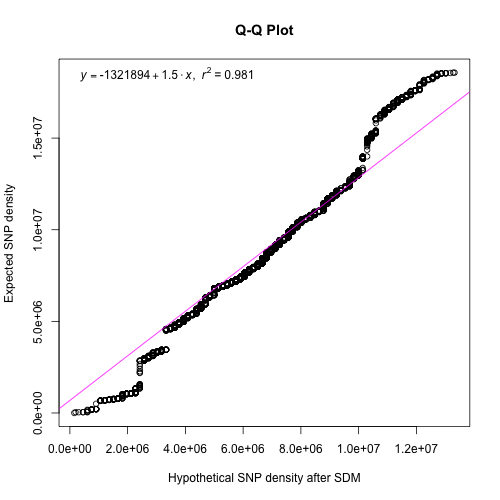 Q-Q Plot
y = -1321894 + 1.5 · x, r² = 0.981
Expected SNP density
0.0e+00
5.0e+06
1.0e+07
1.5e+07
0.0e+00 2.0e+06 4.0e+06 6.0e+06 8.0e+06 1.0e+07 1.2e+07
Hypothetical SNP density after SDM